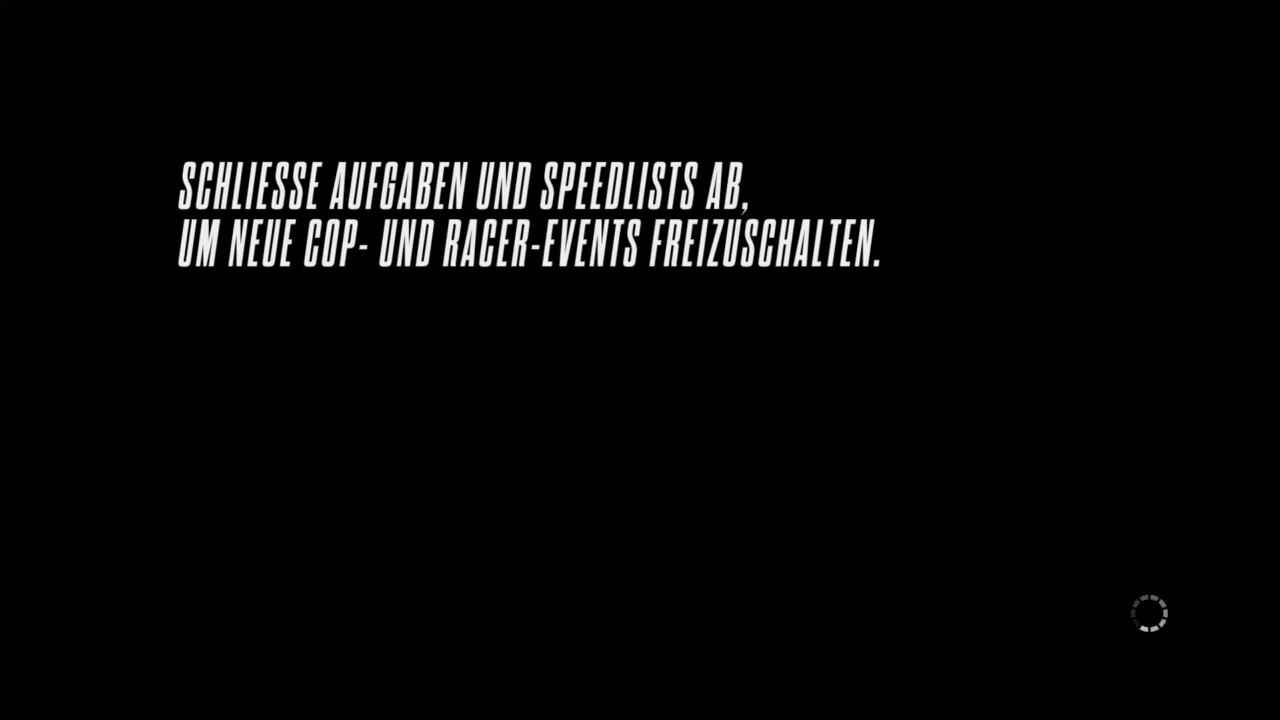 SCHLIESSE AUFGABEN UND SPEEDLISTS AB,
UM NEUE COP- UND RACER-EVENTS FREIZUSCHALTEN.